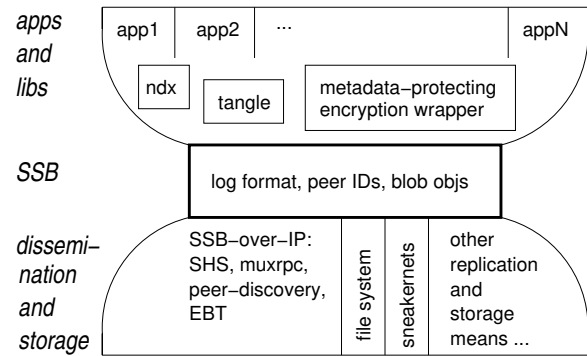 apps
and
libs
app1
app2
...
appN
ndx
tangle
metadata−protecting
encryption wrapper
SSB
log format, peer IDs, blob objs
dissemi−
nation
and
storage
SSB−over−IP:
SHS, muxrpc,
peer−discovery,
EBT
file system
sneakernets
other
replication
and
storage
means ...